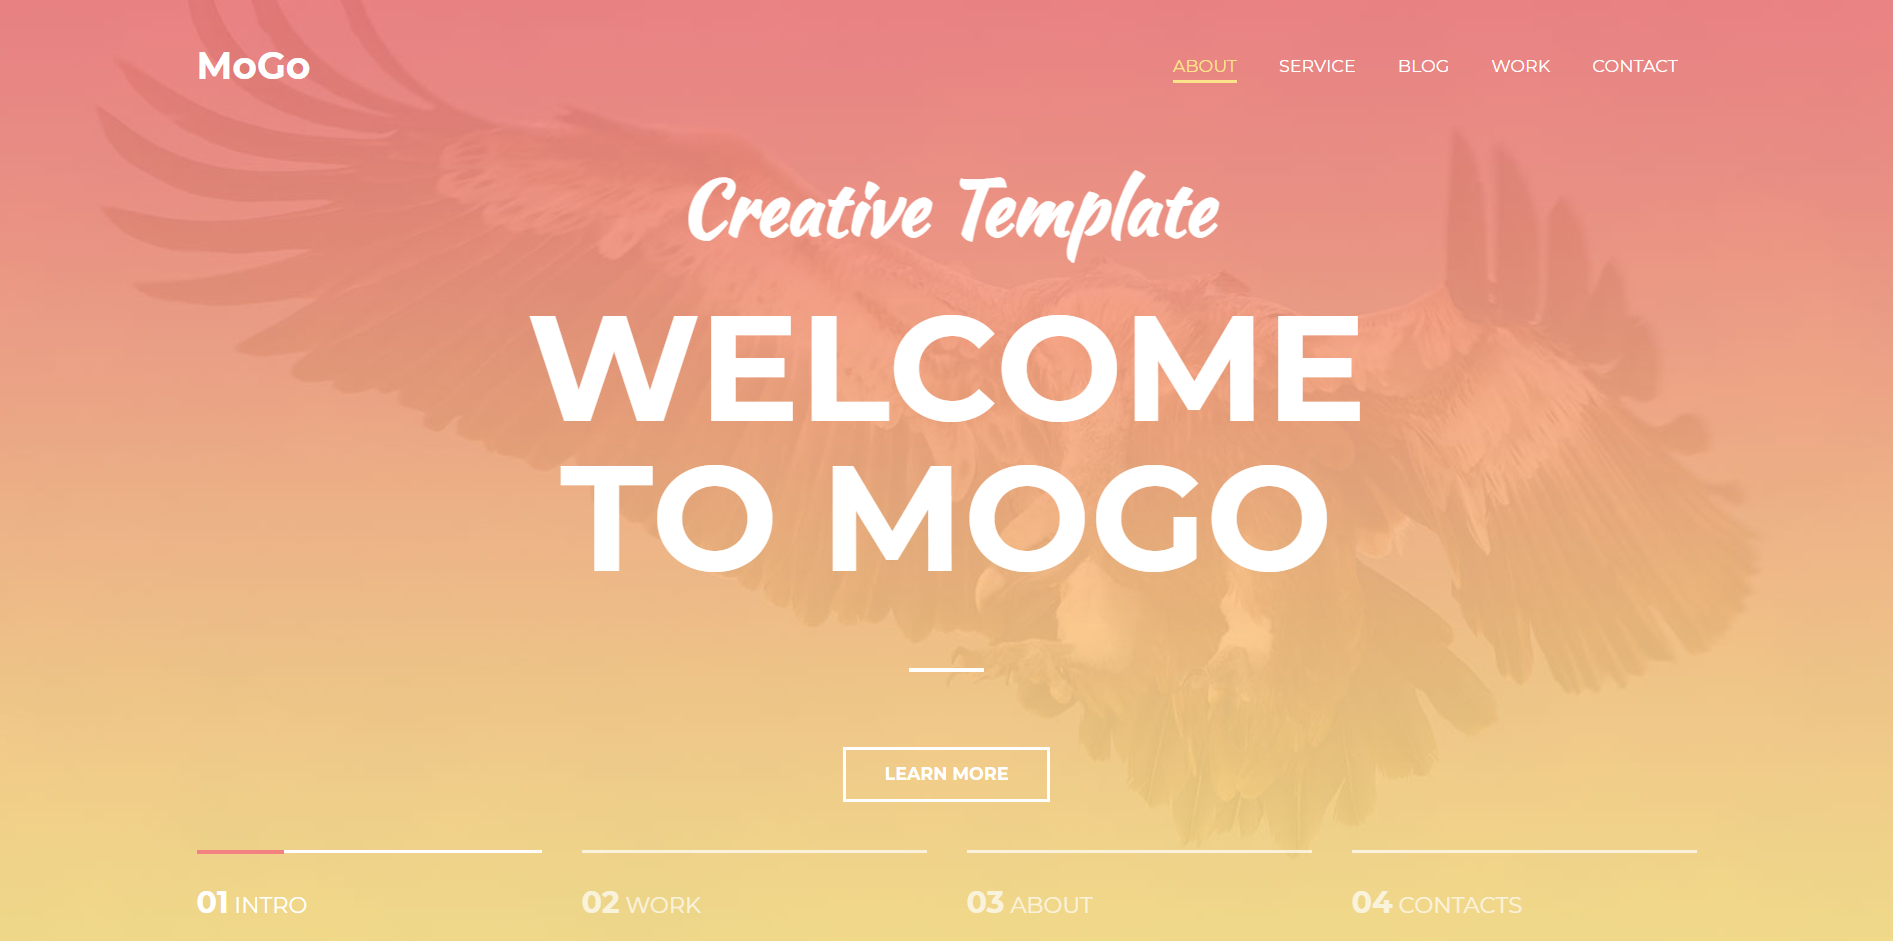 MoGo
ABOUT SERVICE BLOG WORK CONTACT
Creative Template
WELCOME
TO MOGO
LEARN MORE
01 INTRO
02 WORK
03 ABOUT
04 CONTACTS